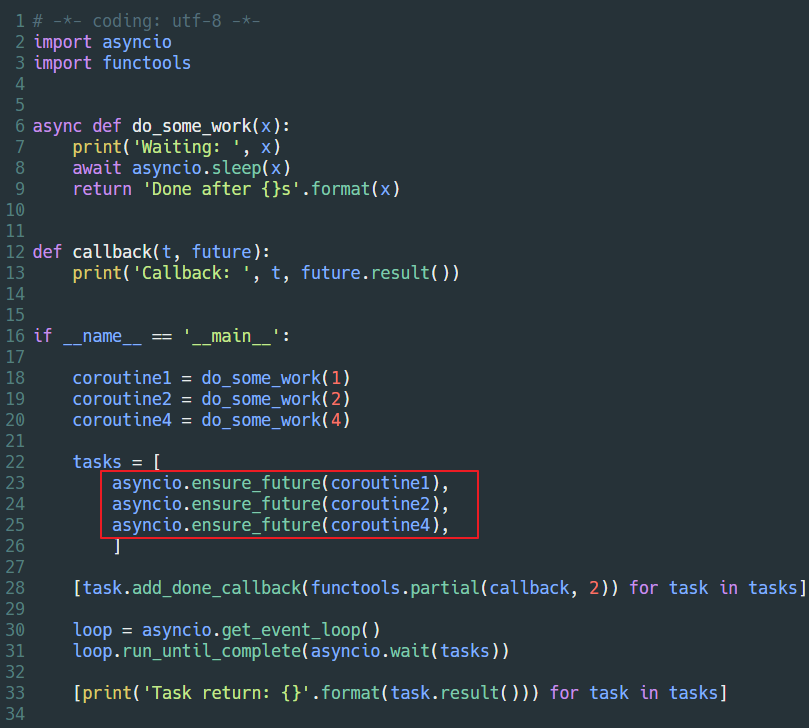 1 # -*- coding: utf-8 -*-
2 import asyncio
3 import functools
4
5
6 async def do_some_work(x):
7     print('Waiting: ', x)
8     await asyncio.sleep(x)
9     return 'Done after {}s'.format(x)
10
11
12 def callback(t, future):
13     print('Callback: ', t, future.result())
14
15
16 if __name__ == '__main__':
17
18     coroutine1 = do_some_work(1)
19     coroutine2 = do_some_work(2)
20     coroutine4 = do_some_work(4)
21
22     tasks = [
23         asyncio.ensure_future(coroutine1),
24         asyncio.ensure_future(coroutine2),
25         asyncio.ensure_future(coroutine4),
26         ]
27
28     [task.add_done_callback(functools.partial(callback, 2)) for task in tasks]
29
30     loop = asyncio.get_event_loop()
31     loop.run_until_complete(asyncio.wait(tasks))
32
33     [print('Task return: {}'.format(task.result())) for task in tasks]
34